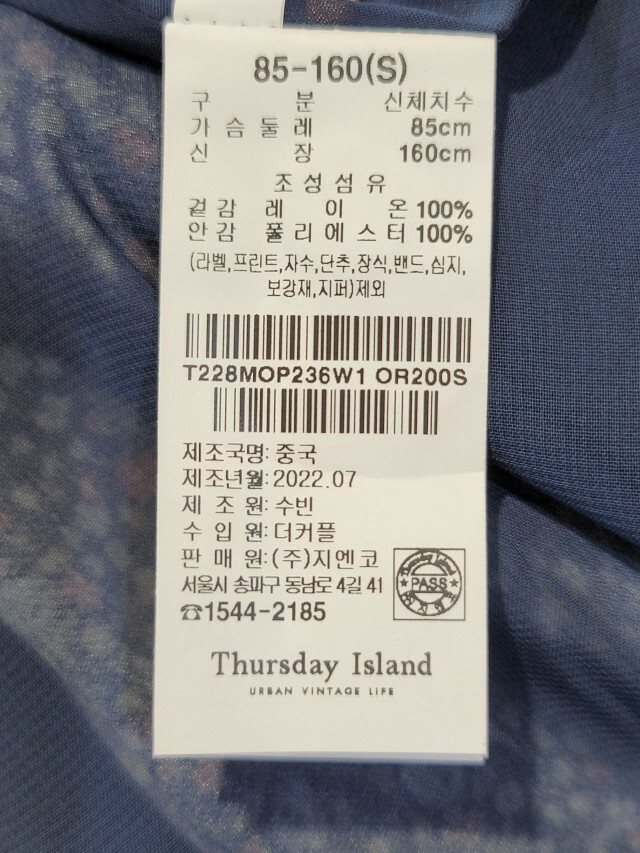 85-160(S)
구 분 신체치수
가 슴 둘 레 85cm
신 장 160cm
조 성 섬 유
겉 감 레 이 온 100%
안 감 폴 리 에 스 터 100%
(라벨,프린트,자수,단추,장식,밴드,심지,
보강재,지퍼)제외
T228MOP236W1 OR200S
제조국명: 중국
제조년월: 2022.07
제 조 원: 수빈
수 입 원: 더커플
판 매 원: (주)지엔코
서울시 송파구 동남로 4길 41
☎1544-2185
Thursday Island
PASS
Thursday Island
URBAN VINTAGE LIFE